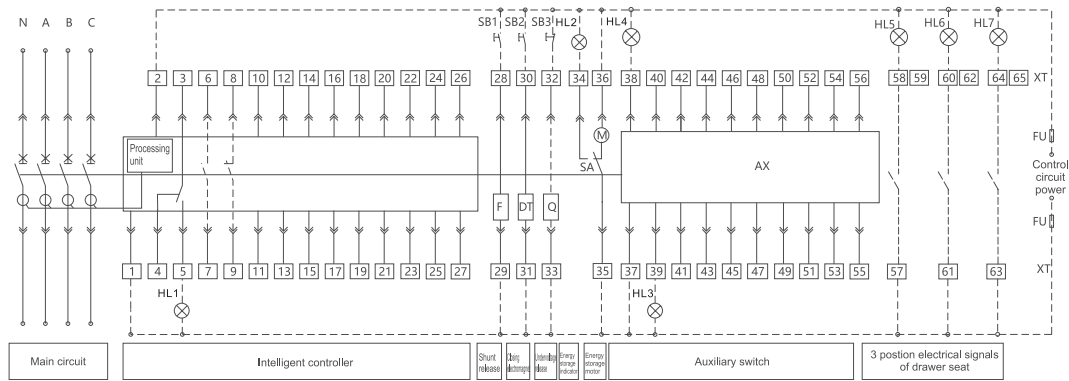 N A B C
SB1 SB2 SB3 HL2 HL4 HL5 HL6 HL7
2 3 6 8 10 12 14 16 18 20 22 24 26 28 30 32 34 36 38 40 42 44 46 48 50 52 54 56 58 59 60 62 64 65 XT
Processing
unit
M
FU
SA
AX
Control
circuit
power
F DT Q
FU
1 4 5 7 9 11 13 15 17 19 21 23 25 27 29 31 33 35 37 39 41 43 45 47 49 51 53 55 57 61 63 XT
HL1 HL3
Main circuit
Intelligent controller
Shunt
release
Closing
electromagnet
Undervoltage
release
Energy
storage
indicator
Energy
storage
motor
Auxiliary switch
3 postion electrical signals
of drawer seat